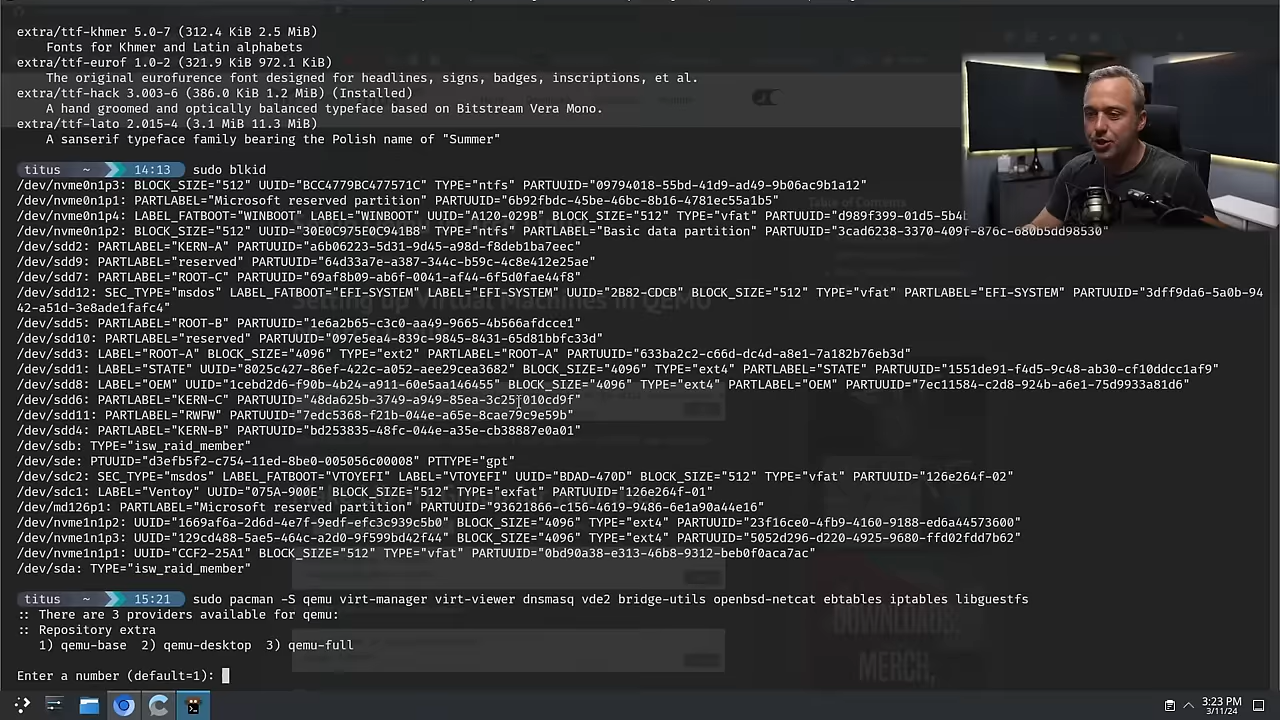 extra/ttf-khmer 5.0-7 (312.4 KiB 2.5 MiB)
Fonts for Khmer and Latin alphabets
extra/ttf-eurof 1.0-2 (321.9 KiB 972.1 KiB)
The original eurofurence font designed for headlines, signs, badges, inscriptions, et al.
extra/ttf-hack 3.003-6 (386.0 KiB 1.2 MiB) (Installed)
A hand groomed and optically balanced typeface based on Bitstream Vera Mono.
extra/ttf-lato 2.015-4 (3.1 MiB 11.3 MiB)
A sanserif typeface family bearing the Polish name of "Summer"
titus ~ 14:13 sudo blkid
/dev/nvme0n1p3: BLOCK_SIZE="512" UUID="BCC4779BC477571C" TYPE="ntfs" PARTUUID="09794018-55bd-41d9-ad49-9b06ac9b1a12"
/dev/nvme0n1p1: PARTLABEL="Microsoft reserved partition" PARTUUID="6b92fbde-45be-46bc-8b16-4781ec55a1b5"
/dev/nvme0n1p4: LABEL_FATBOOT="WINBOOT" LABEL="WINBOOT" UUID="A120-029B" BLOCK_SIZE="512" TYPE="vfat" PARTUUID="d989f399-01d5-5b4
/dev/nvme0n1p2: BLOCK_SIZE="512" UUID="30E0C975E0C941B8" TYPE="ntfs" PARTLABEL="Basic data partition" PARTUUID="3cad6238-3370-409f-876c-680b5dd98530"
/dev/sdd2: PARTLABEL="KERN-A" PARTUUID="a6b06223-5d31-9d45-a98d-f8deb1ba7eec"
/dev/sdd9: PARTLABEL="reserved" PARTUUID="64d33a7e-a387-344c-b59c-4c8e412e25ae"
/dev/sdd7: PARTLABEL="ROOT-C" PARTUUID="69af8b09-ab6f-0041-af44-6f5d0fae44f8"
/dev/sdd12: SEC_TYPE="msdos" LABEL_FATBOOT="EFI-SYSTEM" LABEL="EFI-SYSTEM" UUID="2B82-CDCB" BLOCK_SIZE="512" TYPE="vfat" PARTLABEL="EFI-SYSTEM" PARTUUID="3dff9da6-5a0b-94
42-a51d-3e8ade1fafc4"
/dev/sdd5: PARTLABEL="ROOT-B" PARTUUID="1e6a2b65-c3c0-aa49-9665-4b566afdcce1"
/dev/sdd10: PARTLABEL="reserved" PARTUUID="097e5ea4-839c-9845-8431-65d81bbfc33d"
/dev/sdd3: LABEL="ROOT-A" BLOCK_SIZE="4096" TYPE="ext2" PARTLABEL="ROOT-A" PARTUUID="633ba2c2-c66d-dc4d-a8e1-7a182b76eb3d"
/dev/sdd1: LABEL="STATE" UUID="8025c427-86ef-422c-a052-aee29cea3682" BLOCK_SIZE="4096" TYPE="ext4" PARTLABEL="STATE" PARTUUID="1551de91-f4d5-9c48-ab30-cf10ddcc1af9"
/dev/sdd8: LABEL="OEM" UUID="1cebd2d6-f90b-4b24-a911-60e5aa146455" BLOCK_SIZE="4096" TYPE="ext4" PARTLABEL="OEM" PARTUUID="7ec11584-c2d8-924b-a6e1-75d9933a81d6"
/dev/sdd6: PARTLABEL="KERN-C" PARTUUID="48da625b-3749-a949-85ea-3c25f010cd9f"
/dev/sdd11: PARTLABEL="RWFW" PARTUUID="7edc5368-f21b-044e-a65e-8cae79c9e59b"
/dev/sdd4: PARTLABEL="KERN-B" PARTUUID="bd253835-48fc-044e-a35e-cb38887e0a01"
/dev/sdb: TYPE="isw_raid_member"
/dev/sde: PTUUID="d3efb5f2-c754-11ed-8be0-005056c00008" PTTYPE="gpt"
/dev/sdc2: SEC_TYPE="msdos" LABEL_FATBOOT="VTOYEFI" LABEL="VTOYEFI" UUID="BDAD-470D" BLOCK_SIZE="512" TYPE="vfat" PARTUUID="126e264f-02"
/dev/sdc1: LABEL="Ventoy" UUID="075A-900E" BLOCK_SIZE="512" TYPE="exfat" PARTUUID="126e264f-01"
/dev/md126p1: PARTLABEL="Microsoft reserved partition" PARTUUID="93621866-c156-4619-9486-6e1a90a44e16"
/dev/nvme1n1p2: UUID="1669af6a-2d6d-4e7f-9edf-efc3c939c5b0" BLOCK_SIZE="4096" TYPE="ext4" PARTUUID="23f16ce0-4fb9-4160-9188-ed6a44573600"
/dev/nvme1n1p3: UUID="129cd488-5ae5-464c-a2d0-9f599bd42f44" BLOCK_SIZE="4096" TYPE="ext4" PARTUUID="5052d296-d220-4925-9680-ffd02fdd7b62"
/dev/nvme1n1p1: UUID="CCF2-25A1" BLOCK_SIZE="512" TYPE="vfat" PARTUUID="0bd90a38-e313-46b8-9312-beb0f0aca7ac"
/dev/sda: TYPE="isw_raid_member"
titus ~ 15:21 sudo pacman -S qemu virt-manager virt-viewer dnsmasq vde2 bridge-utils openbsd-netcat ebtables iptables libguestfs
:: There are 3 providers available for qemu:
:: Repository extra
1) qemu-base 2) qemu-desktop 3) qemu-full
Enter a number (default=1):
Table of Contents
Setting up Virtual Machines in QEMU
DOWNLOADS,
MERCH,
3:23 PM
3/11/24